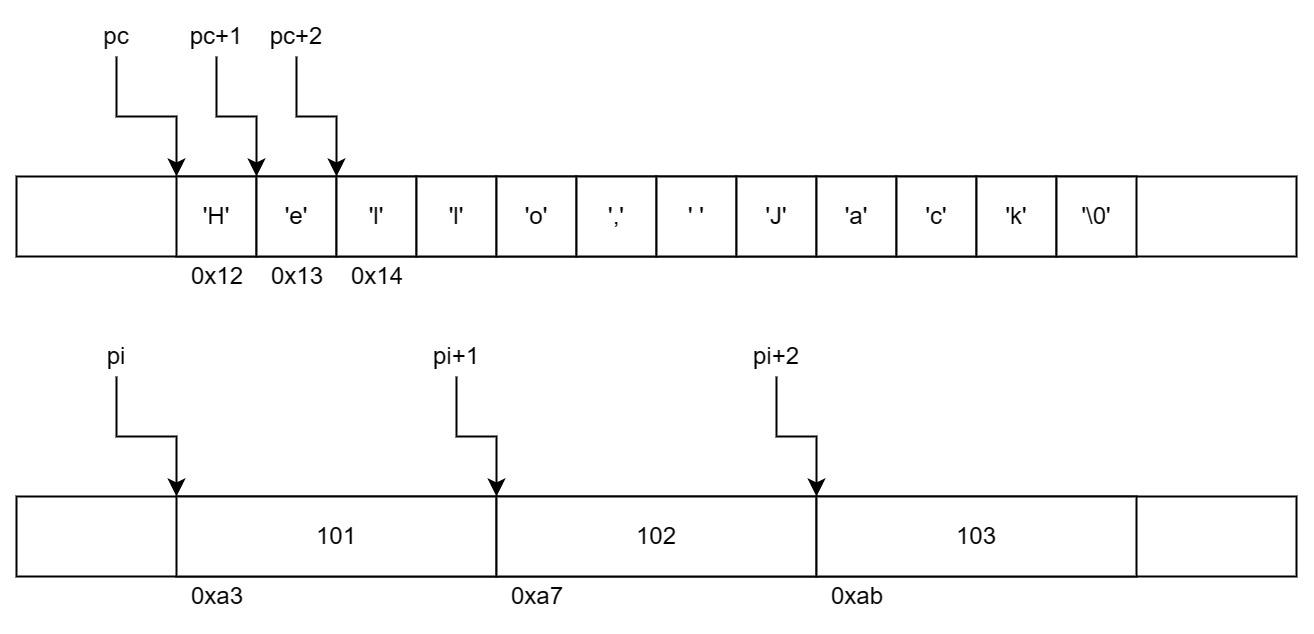 pc pc+1 pc+2
'H' 'e' 'l' 'l' 'o' ',' ' ' 'J' 'a' 'c' 'k' '\0'
0x12 0x13 0x14
pi pi+1 pi+2
101 102 103
0xa3 0xa7 0xab